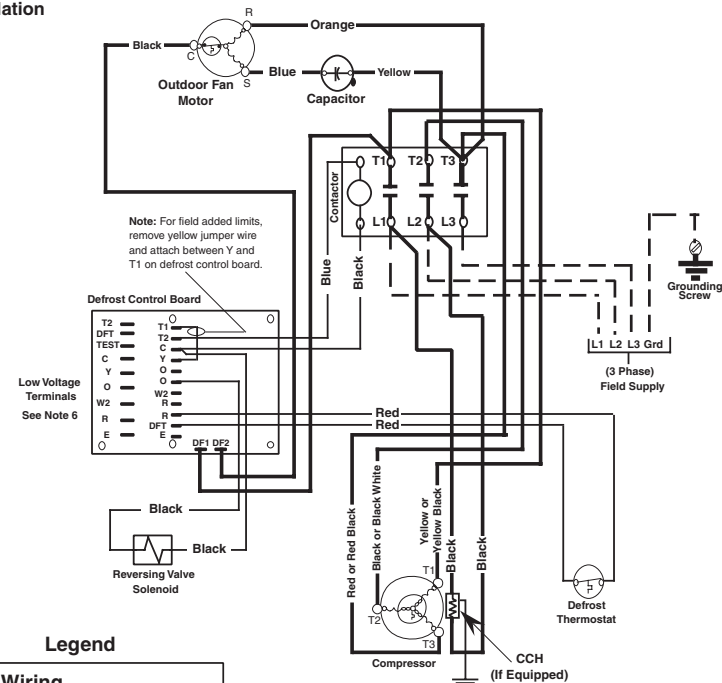 lation
R
Orange
Black
C
S
Blue
Yellow
Outdoor Fan
Motor
Capacitor
T1
T2
T3
Contactor
L1
L2
L3
Note: For field added limits,
remove yellow jumper wire
and attach between Y and
T1 on defrost control board.
Blue
Black
Grounding
Screw
Defrost Control Board
T2
DFT
TEST
C
Y
O
W2
R
E
T1
T2
C
Y
O
O
W2
R
R
DFT
E
DF1 DF2
L1 L2 L3 Grd
(3 Phase)
Field Supply
Low Voltage
Terminals
See Note 6
Red
Red
Red or Red Black
Black or Black White
Yellow or
Yellow Black
Black
Black
Black
Black
Reversing Valve
Solenoid
T1
T2
T3
Compressor
Defrost
Thermostat
CCH
(If Equipped)
Legend
Wiring